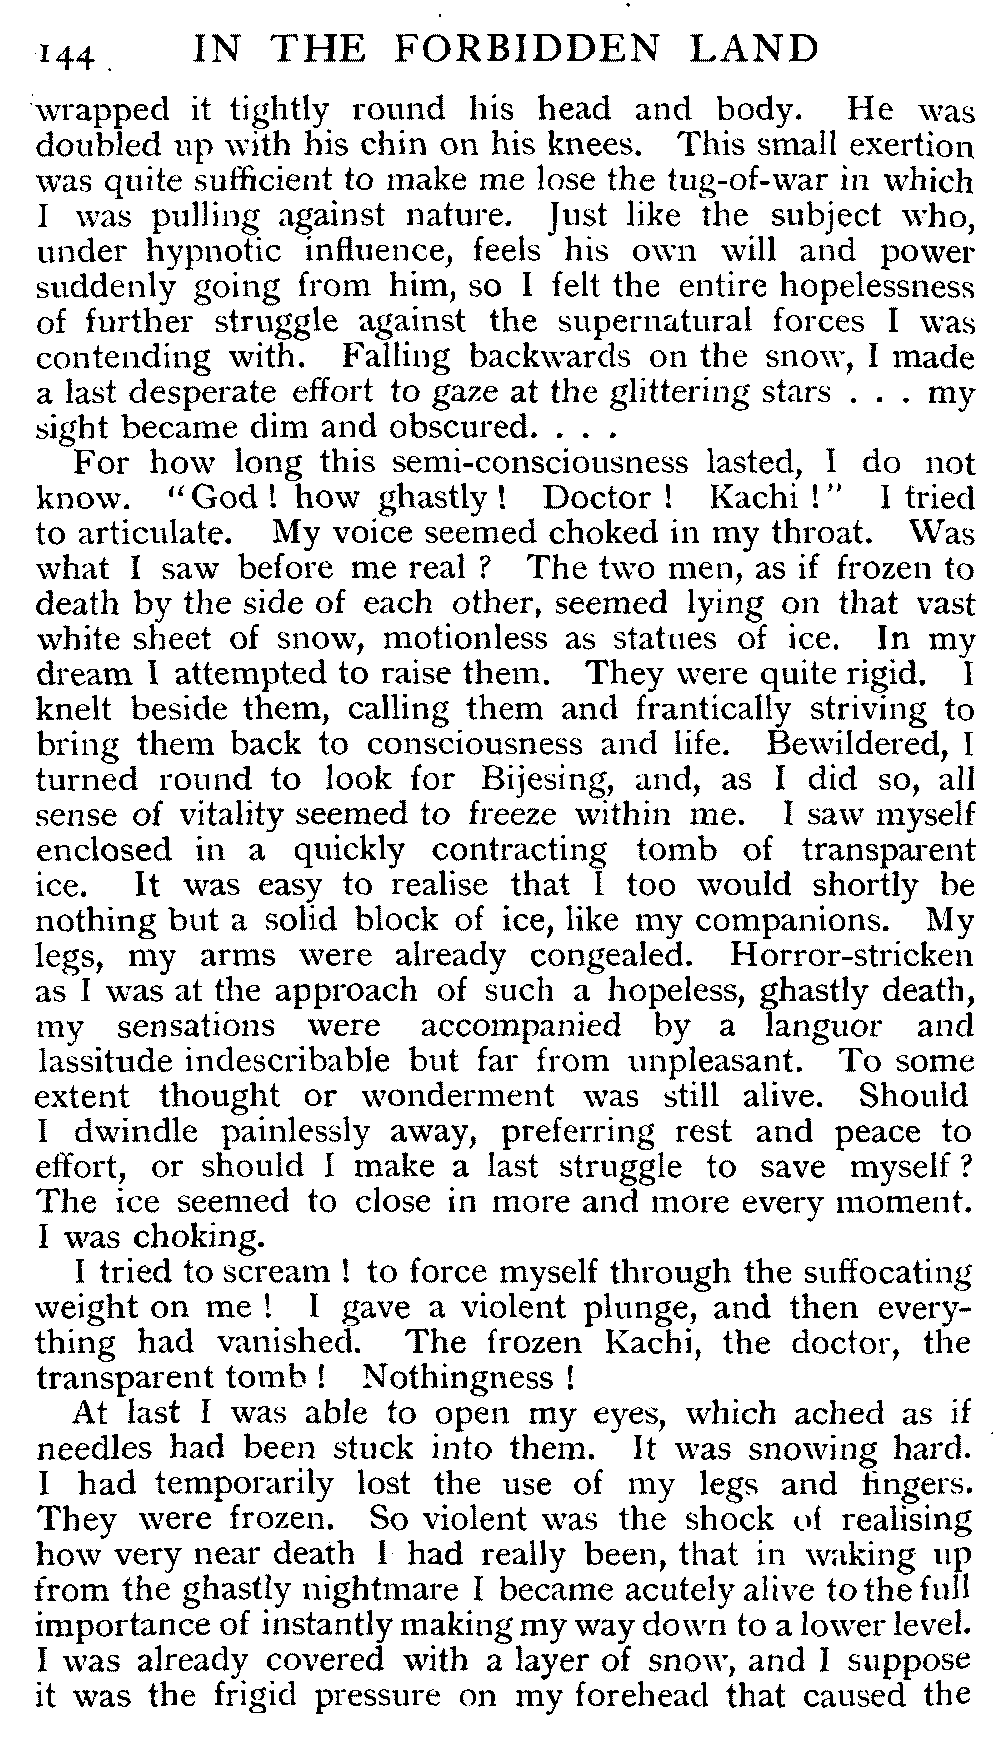 144 IN THE FORBIDDEN LAND
wrapped it tightly round his head and body. He was
doubled up with his chin on his knees. This small exertion
was quite sufficient to make me lose the tug-of-war in which
I was pulling against nature. Just like the subject who,
under hypnotic influence, feels his own will and power
suddenly going from him, so I felt the entire hopelessness
of further struggle against the supernatural forces I was
contending with. Falling backwards on the snow, I made
a last desperate effort to gaze at the glittering stars . . . my
sight became dim and obscured. . . .
For how long this semi-consciousness lasted, I do not
know. "God ! how ghastly ! Doctor ! Kachi !" I tried
to articulate. My voice seemed choked in my throat. Was
what I saw before me real ? The two men, as if frozen to
death by the side of each other, seemed lying on that vast
white sheet of snow, motionless as statues of ice. In my
dream I attempted to raise them. They were quite rigid. I
knelt beside them, calling them and frantically striving to
bring them back to consciousness and life. Bewildered, I
turned round to look for Bijesing, and, as I did so, all
sense of vitality seemed to freeze within me. I saw myself
enclosed in a quickly contracting tomb of transparent
ice. It was easy to realise that I too would shortly be
nothing but a solid block of ice, like my companions. My
legs, my arms were already congealed. Horror-stricken
as I was at the approach of such a hopeless, ghastly death,
my sensations were accompanied by a languor and
lassitude indescribable but far from unpleasant. To some
extent thought or wonderment was still alive. Should
I dwindle painlessly away, preferring rest and peace to
effort, or should I make a last struggle to save myself ?
The ice seemed to close in more and more every moment.
I was choking.
I tried to scream ! to force myself through the suffocating
weight on me ! I gave a violent plunge, and then every-
thing had vanished. The frozen Kachi, the doctor, the
transparent tomb ! Nothingness !
At last I was able to open my eyes, which ached as if
needles had been stuck into them. It was snowing hard.
I had temporarily lost the use of my legs and fingers.
They were frozen. So violent was the shock of realising
how very near death I had really been, that in waking up
from the ghastly nightmare I became acutely alive to the full
importance of instantly making my way down to a lower level.
I was already covered with a layer of snow, and I suppose
it was the frigid pressure on my forehead that caused the